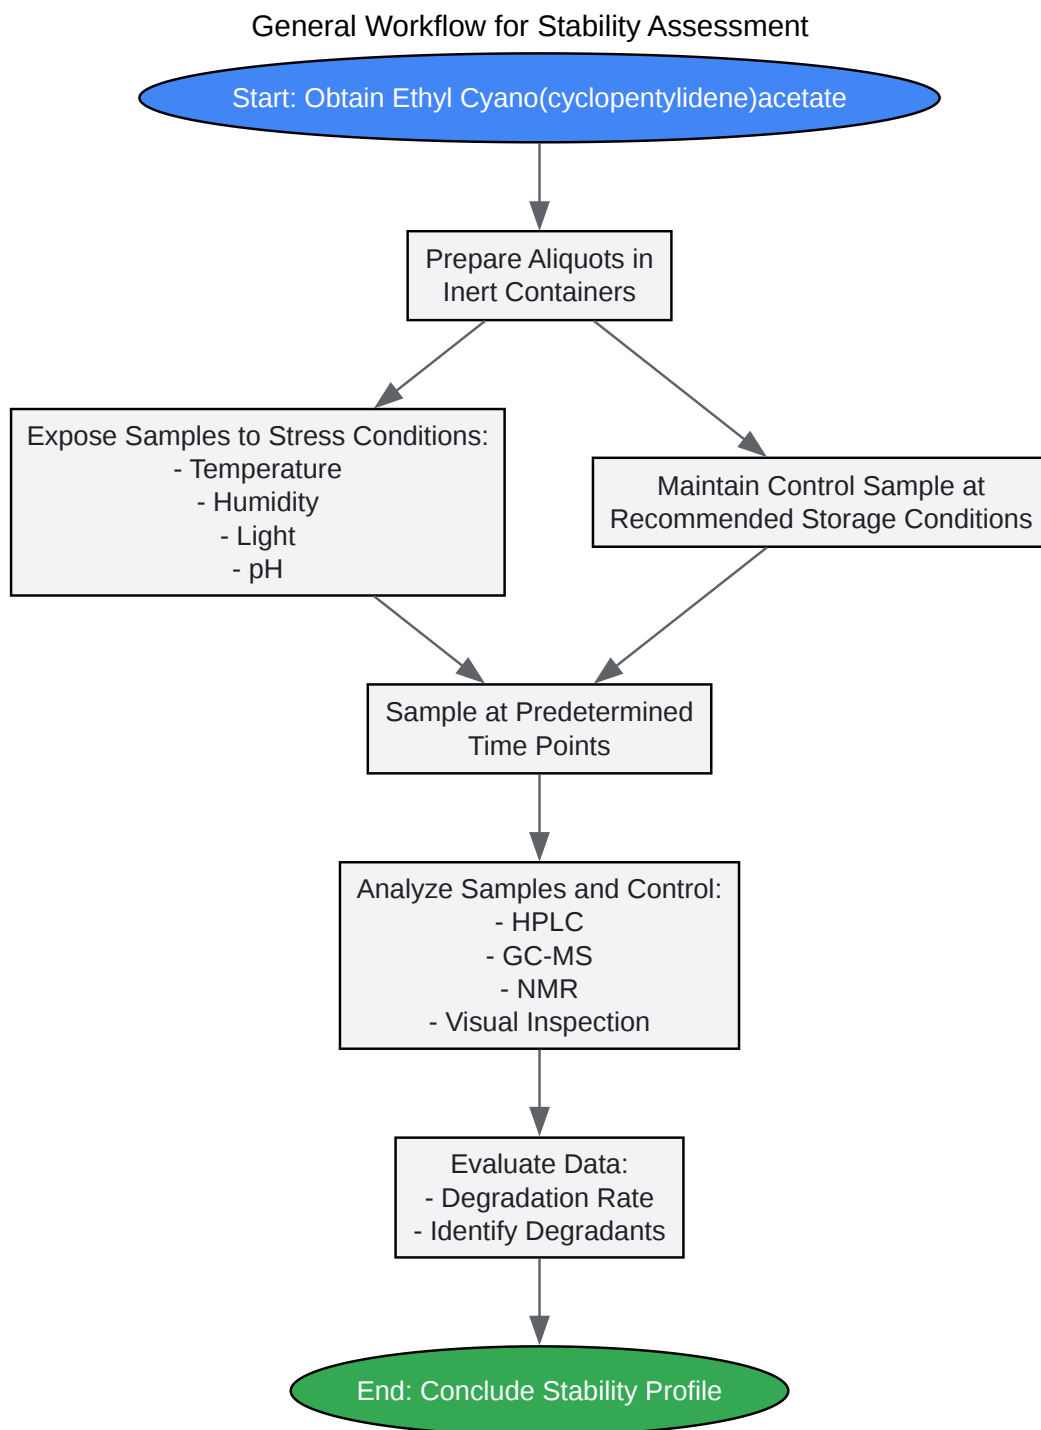 General Workflow for Stability Assessment
Start: Obtain Ethyl Cyano(cyclopentylidene)acetate
Prepare Aliquots in
Inert Containers
Expose Samples to Stress Conditions:
- Temperature
- Humidity
- Light
- pH
Maintain Control Sample at
Recommended Storage Conditions
Sample at Predetermined
Time Points
Analyze Samples and Control:
- HPLC
- GC-MS
- NMR
- Visual Inspection
Evaluate Data:
- Degradation Rate
- Identify Degradants
End: Conclude Stability Profile